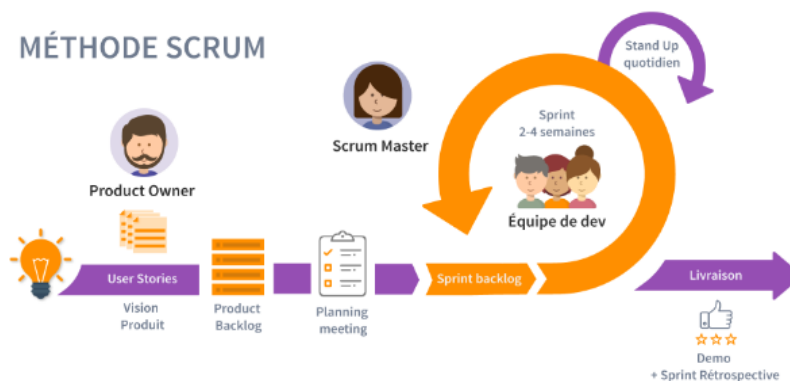 MÉTHODE SCRUM
Stand Up
quotidien
Sprint
2-4 semaines
Scrum Master
Product Owner
Équipe de dev
User Stories
Sprint backlog
Livraison
Vision
Produit
Product
Backlog
Planning
meeting
Demo
+ Sprint Rétrospective